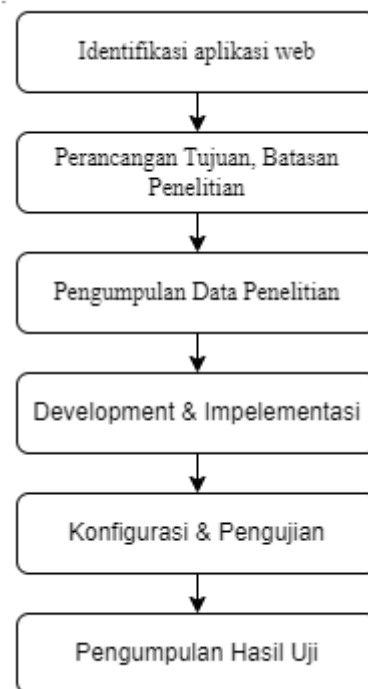 Identifikasi aplikasi web
Perancangan Tujuan, Batasan
Penelitian
Pengumpulan Data Penelitian
Development & Impelementasi
Konfigurasi & Pengujian
Pengumpulan Hasil Uji